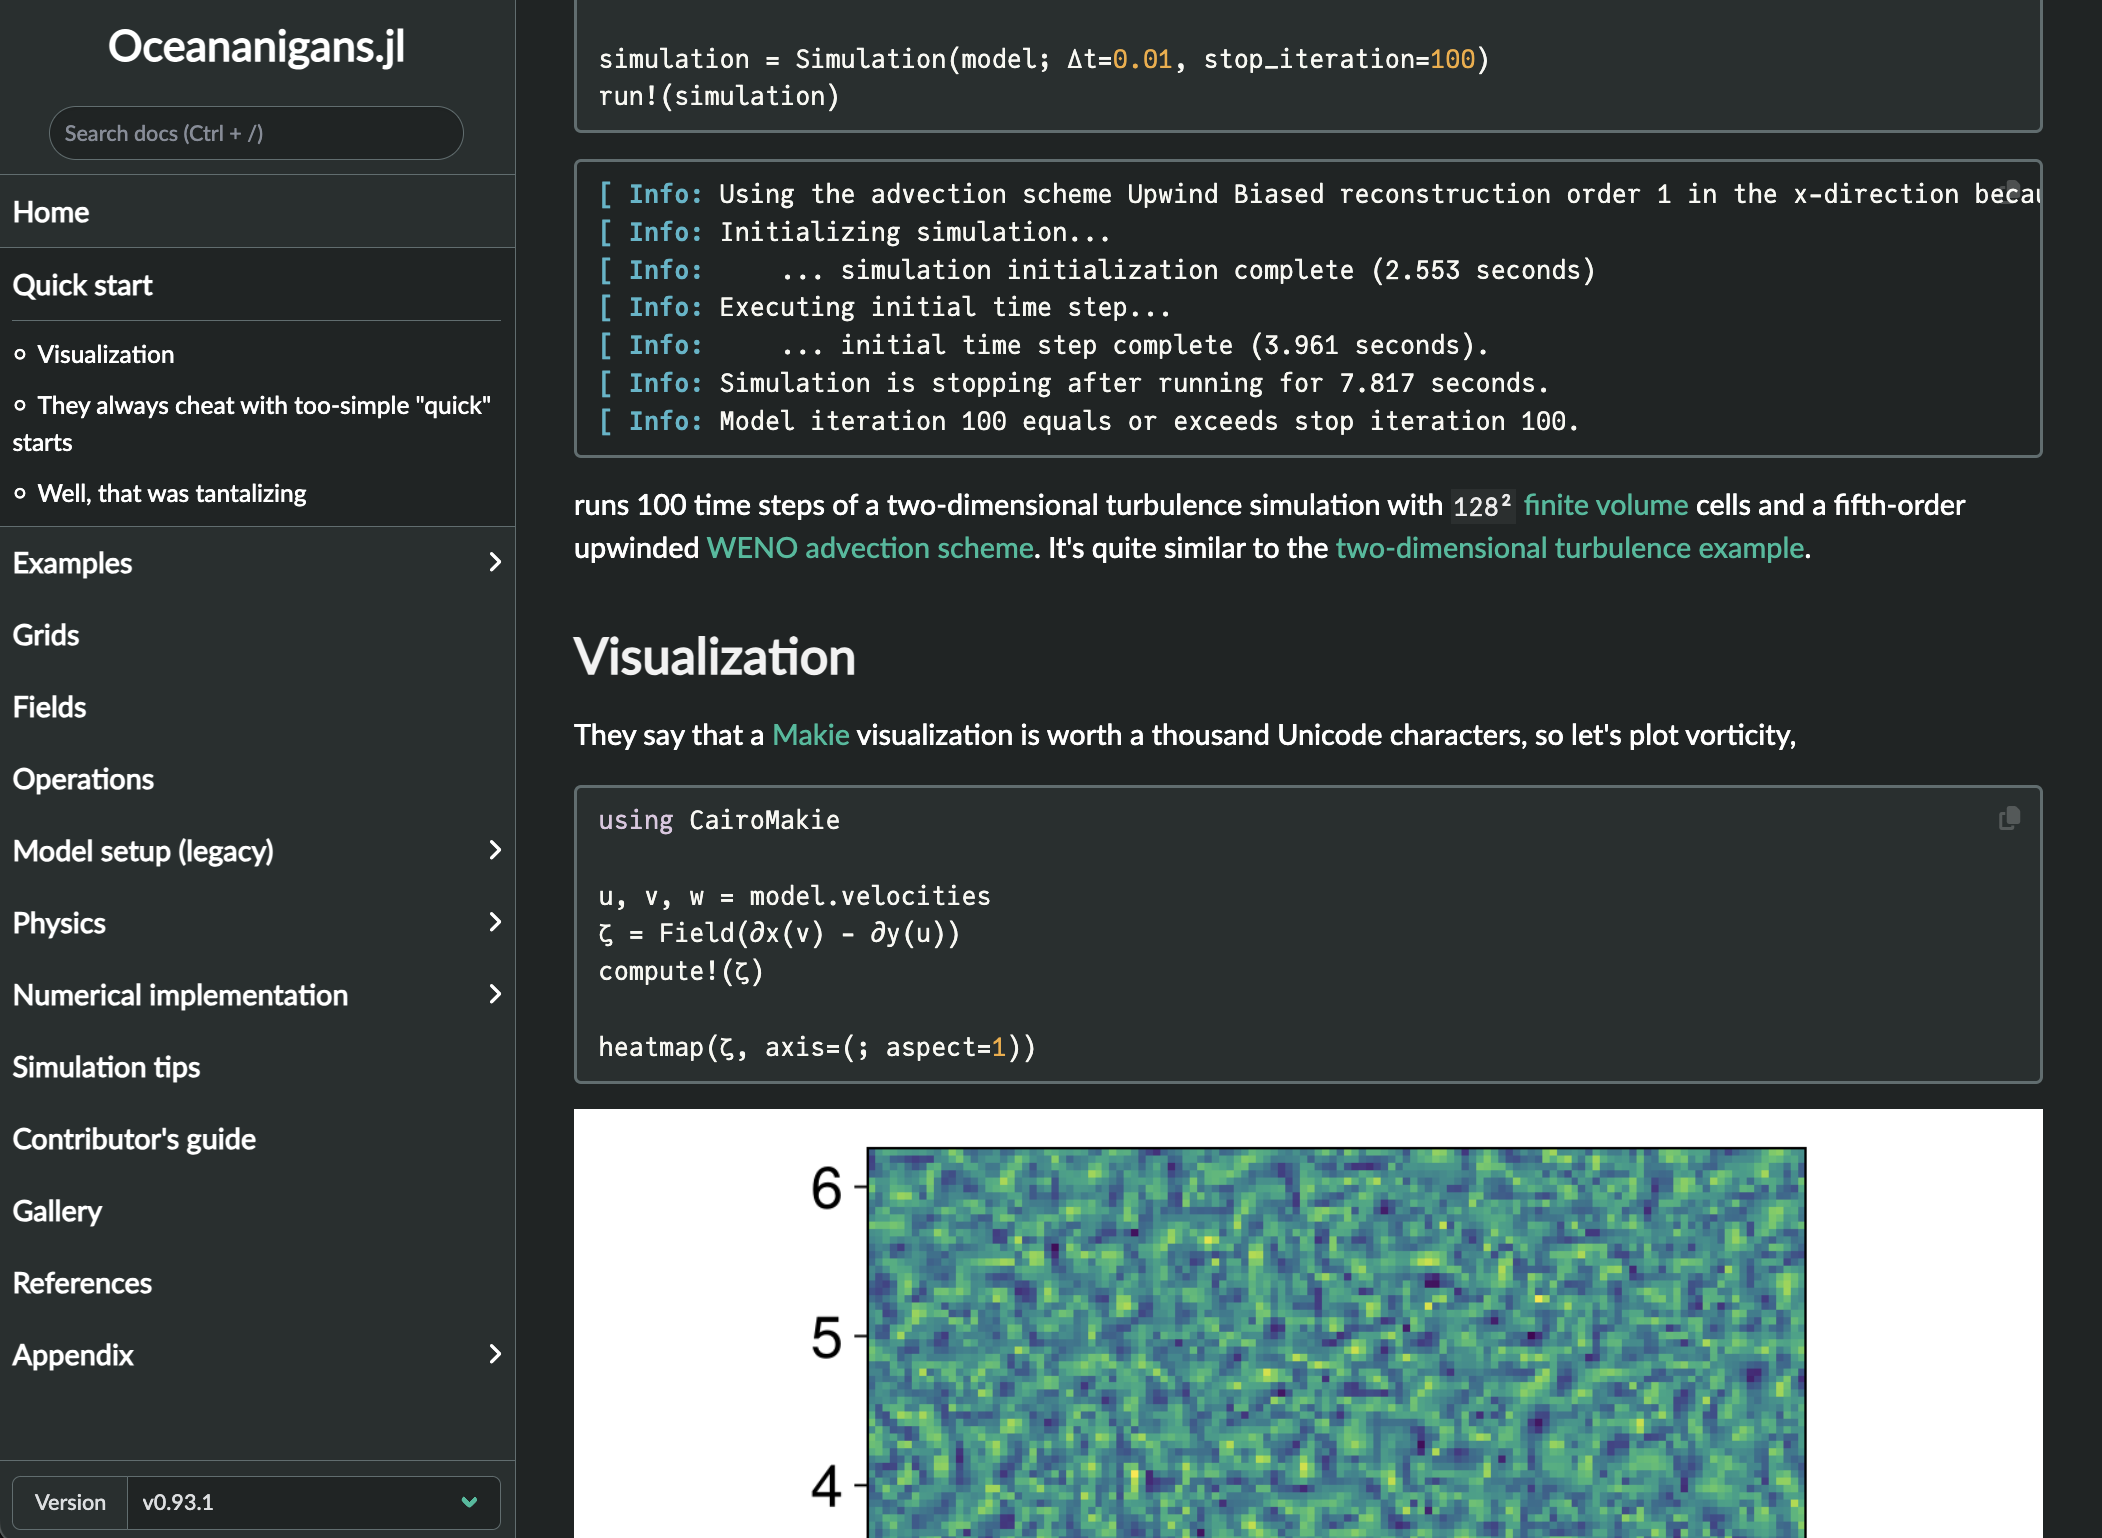 Oceananigans.jl
Search docs (Ctrl + /)
Home
Quick start
Visualization
They always cheat with too-simple "quick"
starts
Well, that was tantalizing
Examples
Grids
Fields
Operations
Model setup (legacy)
Physics
Numerical implementation
Simulation tips
Contributor's guide
Gallery
References
Appendix
Version v0.93.1
simulation = Simulation(model; Δt=0.01, stop_iteration=100)
run!(simulation)
[ Info: Using the advection scheme Upwind Biased reconstruction order 1 in the x-direction
[ Info: Initializing simulation...
[ Info:     ... simulation initialization complete (2.553 seconds)
[ Info: Executing initial time step...
[ Info:     ... initial time step complete (3.961 seconds).
[ Info: Simulation is stopping after running for 7.817 seconds.
[ Info: Model iteration 100 equals or exceeds stop iteration 100.
runs 100 time steps of a two-dimensional turbulence simulation with 128² finite volume cells and a fifth-order
upwinded WENO advection scheme. It's quite similar to the two-dimensional turbulence example.
Visualization
They say that a Makie visualization is worth a thousand Unicode characters, so let's plot vorticity,
using CairoMakie
u, v, w = model.velocities
ζ = Field(∂x(v) - ∂y(u))
compute!(ζ)
heatmap(ζ, axis=(; aspect=1))
6
5
4